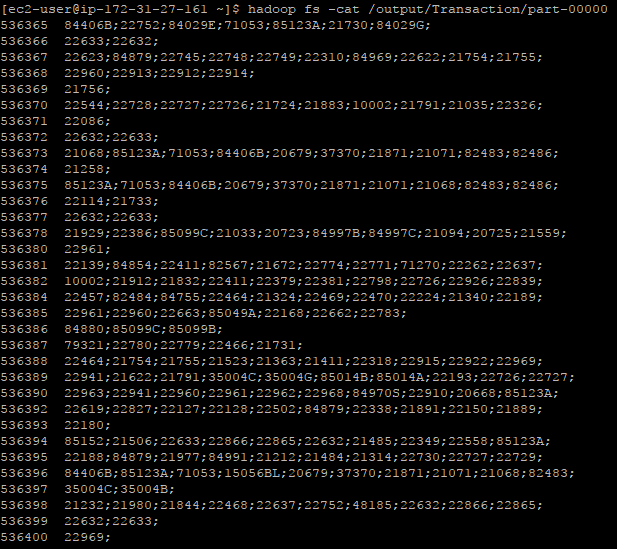 [ec2-user@ip-172-31-27-161 ~]$ hadoop fs -cat /output/Transaction/part-00000
536365  84406B;22752;84029E;71053;85123A;21730;84029G;
536366  22633;22632;
536367  22623;84879;22745;22748;22749;22310;84969;22622;21754;21755;
536368  22960;22913;22912;22914;
536369  21756;
536370  22544;22728;22727;22726;21724;21883;10002;21791;21035;22326;
536371  22086;
536372  22632;22633;
536373  21068;85123A;71053;84406B;20679;37370;21871;21071;82483;82486;
536374  21258;
536375  85123A;71053;84406B;20679;37370;21871;21071;21068;82483;82486;
536376  22114;21733;
536377  22632;22633;
536378  21929;22386;85099C;21033;20723;84997B;84997C;21094;20725;21559;
536380  22961;
536381  22139;84854;22411;82567;21672;22774;22771;71270;22262;22637;
536382  10002;21912;21832;22411;22379;22381;22798;22726;22926;22839;
536384  22457;82484;84755;22464;21324;22469;22470;22224;21340;22189;
536385  22961;22960;22663;85049A;22168;22662;22783;
536386  84880;85099C;85099B;
536387  79321;22780;22779;22466;21731;
536388  22464;21754;21755;21523;21363;21411;22318;22915;22922;22969;
536389  22941;21622;21791;35004C;35004G;85014B;85014A;22193;22726;22727;
536390  22963;22941;22960;22961;22962;22968;84970S;22910;20668;85123A;
536392  22619;22827;22127;22128;22502;84879;22338;21891;22150;21889;
536393  22180;
536394  85152;21506;22633;22866;22865;22632;21485;22349;22558;85123A;
536395  22188;84879;21977;84991;21212;21484;21314;22730;22727;22729;
536396  84406B;85123A;71053;15056BL;20679;37370;21871;21071;21068;82483;
536397  35004C;35004B;
536398  21232;21980;21844;22468;22637;22752;48185;22632;22866;22865;
536399  22632;22633;
536400  22969;